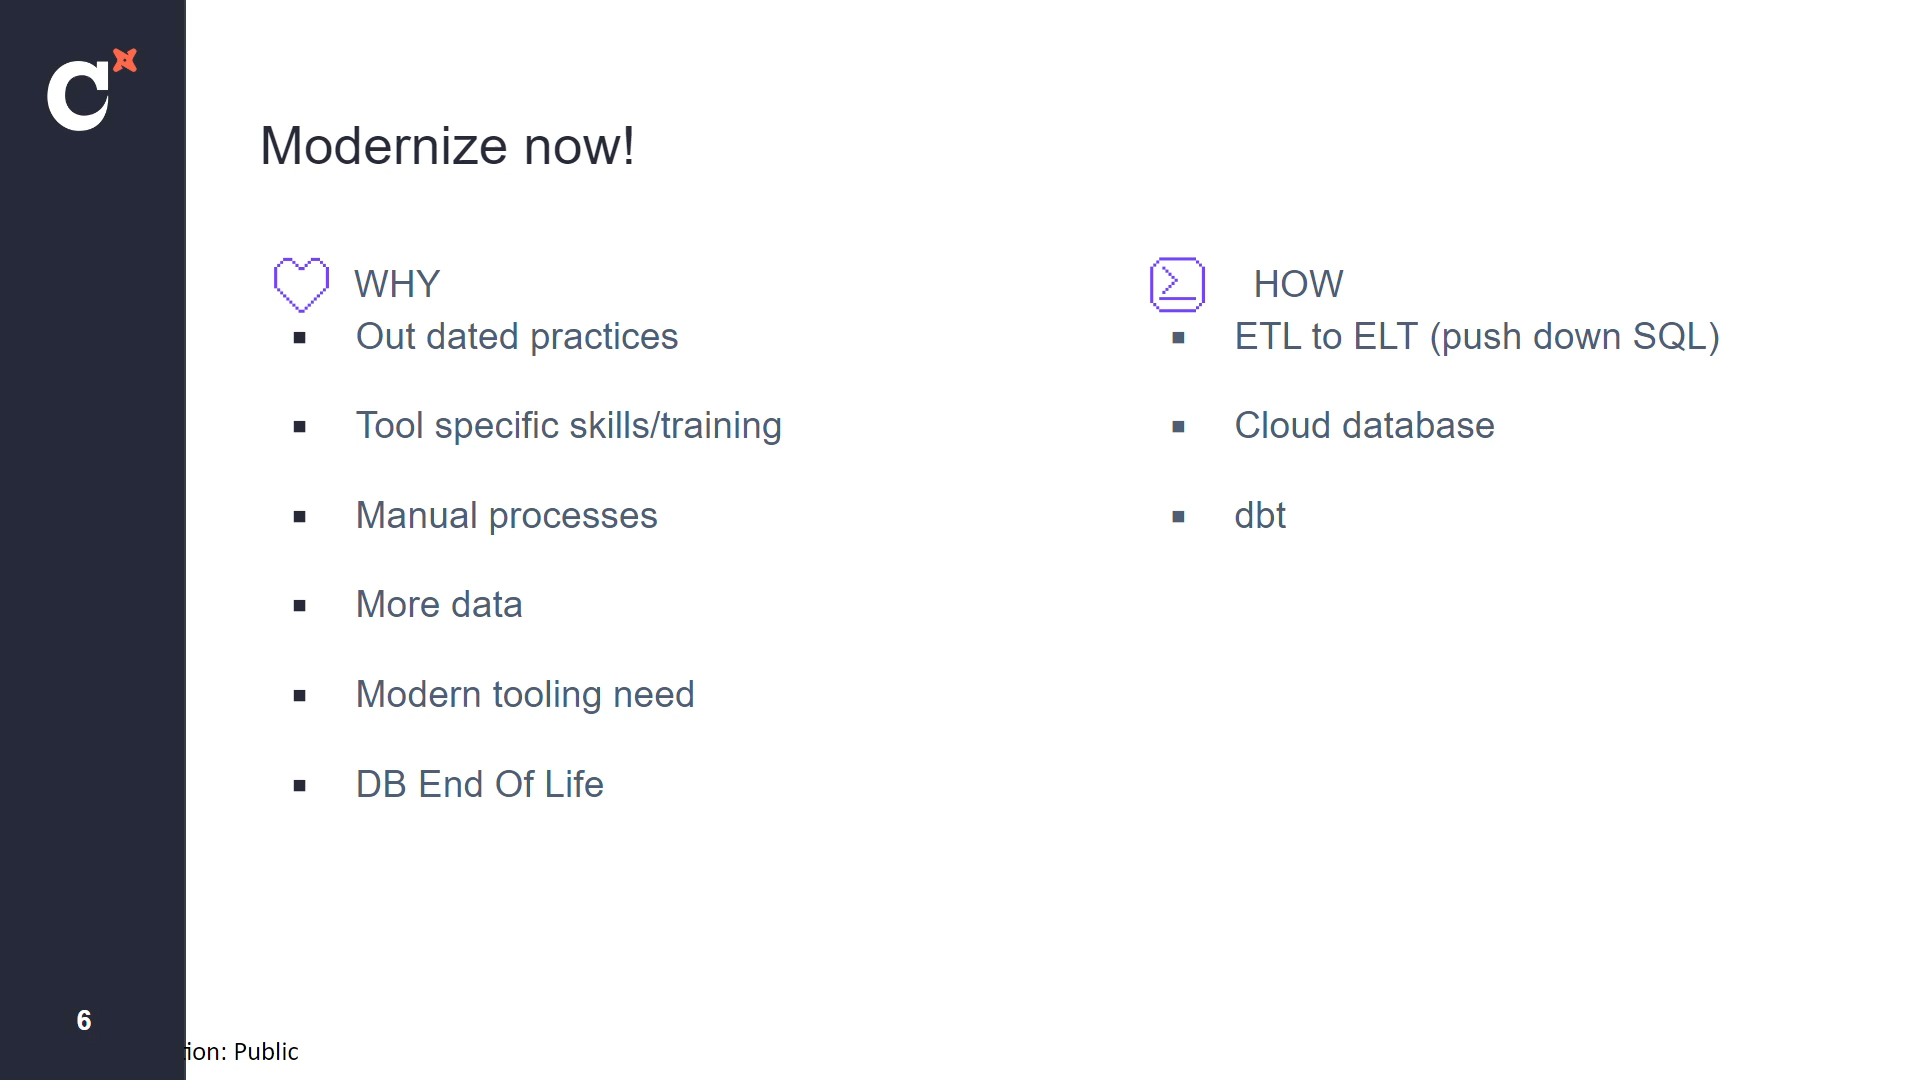 Modernize now!
WHY
Out dated practices
Tool specific skills/training
Manual processes
More data
Modern tooling need
DB End Of Life
HOW
ETL to ELT (push down SQL)
Cloud database
dbt
6
tion: Public